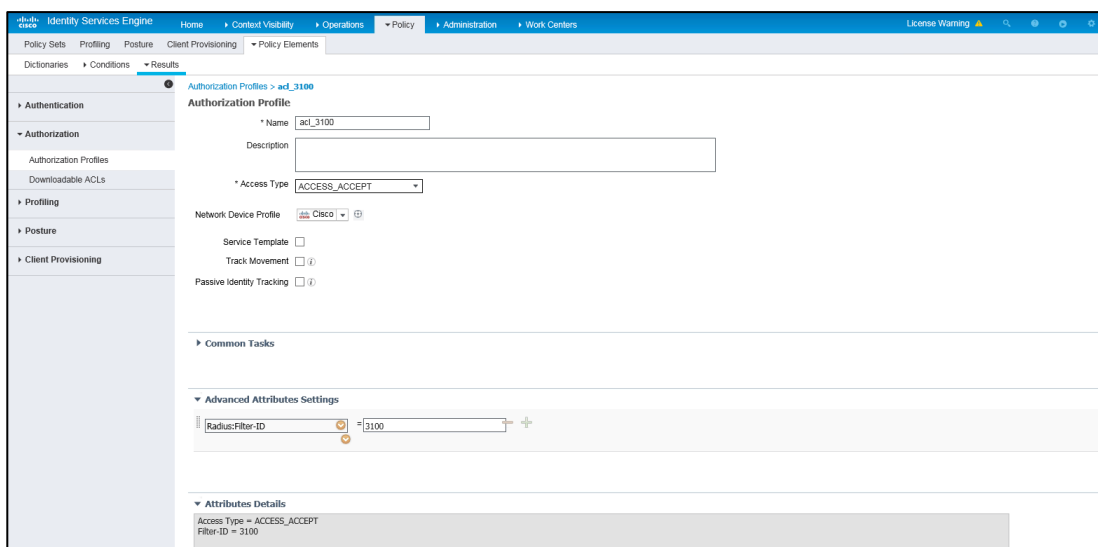 cisco Identity Services Engine Home Context Visibility Operations Policy Administration Work Centers License Warning
Policy Sets Profiling Posture Client Provisioning Policy Elements
Dictionaries Conditions Results
Authorization Profiles > acl_3100
Authorization Profile
Authentication
Authorization
Authorization Profiles
Downloadable ACLs
Profiling
Posture
Client Provisioning
* Name acl_3100
Description
* Access Type ACCESS_ACCEPT
Network Device Profile Cisco
Service Template
Track Movement
Passive Identity Tracking
Common Tasks
Advanced Attributes Settings
Radius:Filter-ID = 3100
Attributes Details
Access Type = ACCESS_ACCEPT
Filter-ID = 3100